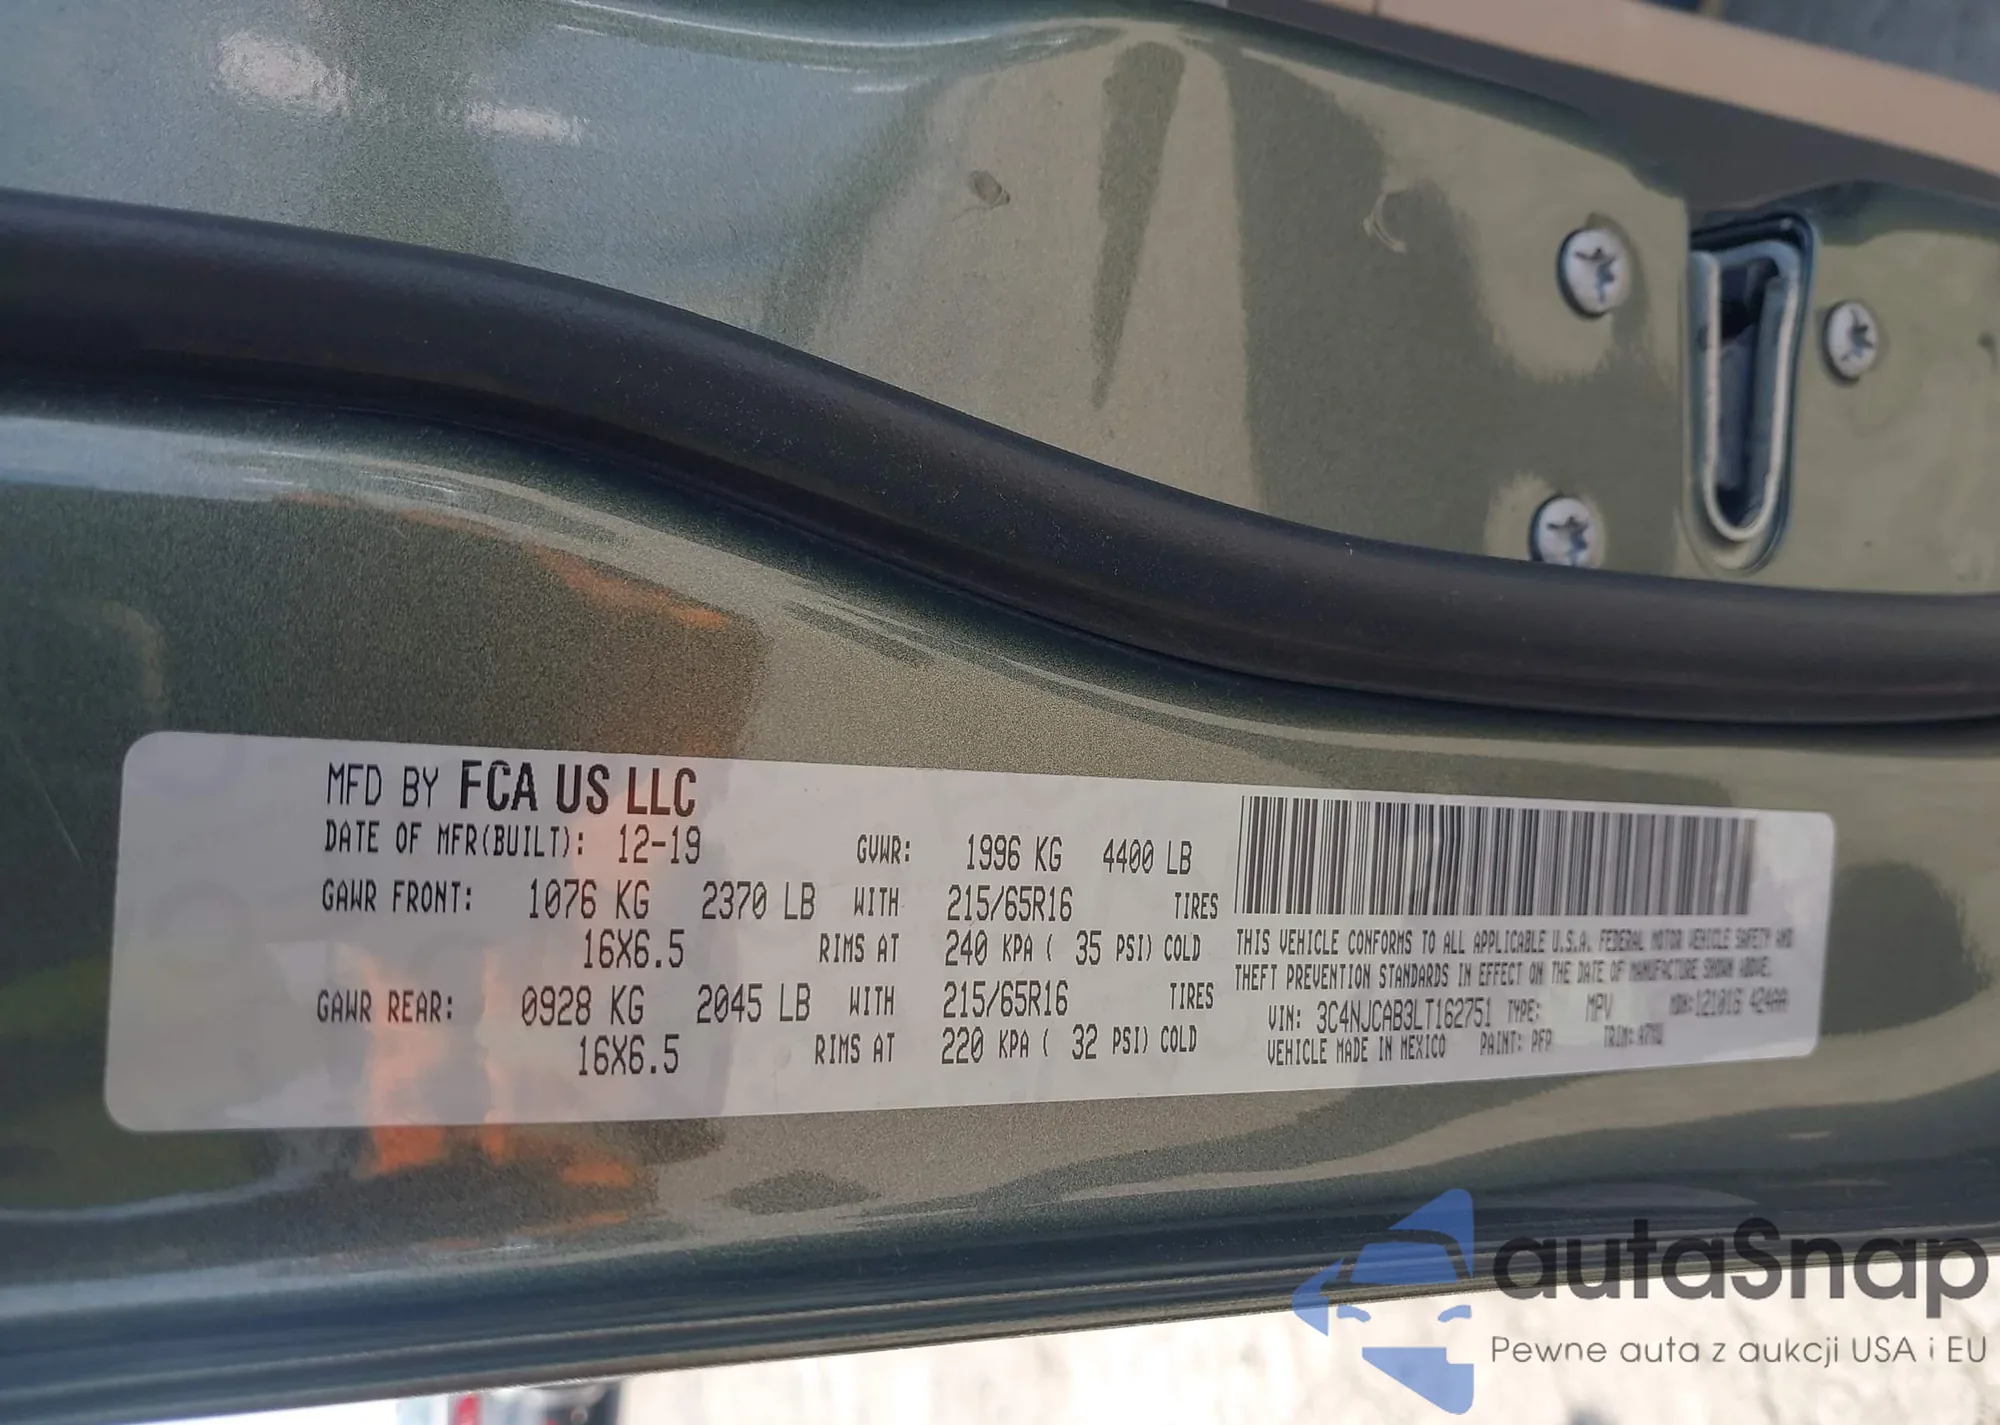 MFD BY FCA US LLC
DATE OF MFR(BUILT): 12-19 GVWR: 1996 KG 4400 LB
GAWR FRONT: 1076 KG 2370 LB WITH 215/65R16 TIRES
16X6.5 RIMS AT 240 KPA ( 35 PSI) COLD
GAWR REAR: 0928 KG 2045 LB WITH 215/65R16 TIRES
16X6.5 RIMS AT 220 KPA ( 32 PSI) COLD
THIS VEHICLE CONFORMS TO ALL APPLICABLE U.S.A. FEDERAL MOTOR VEHICLE SAFETY AND
THEFT PREVENTION STANDARDS IN EFFECT ON THE DATE OF MANUFACTURE SHOWN ABOVE.
VIN: 3C4NJCAB3LT162751 TYPE: MPV MDH:121016 424AA
VEHICLE MADE IN MEXICO PAINT: PFP TRIM:
autaSnap
Pewne auta z aukcji USA i EU